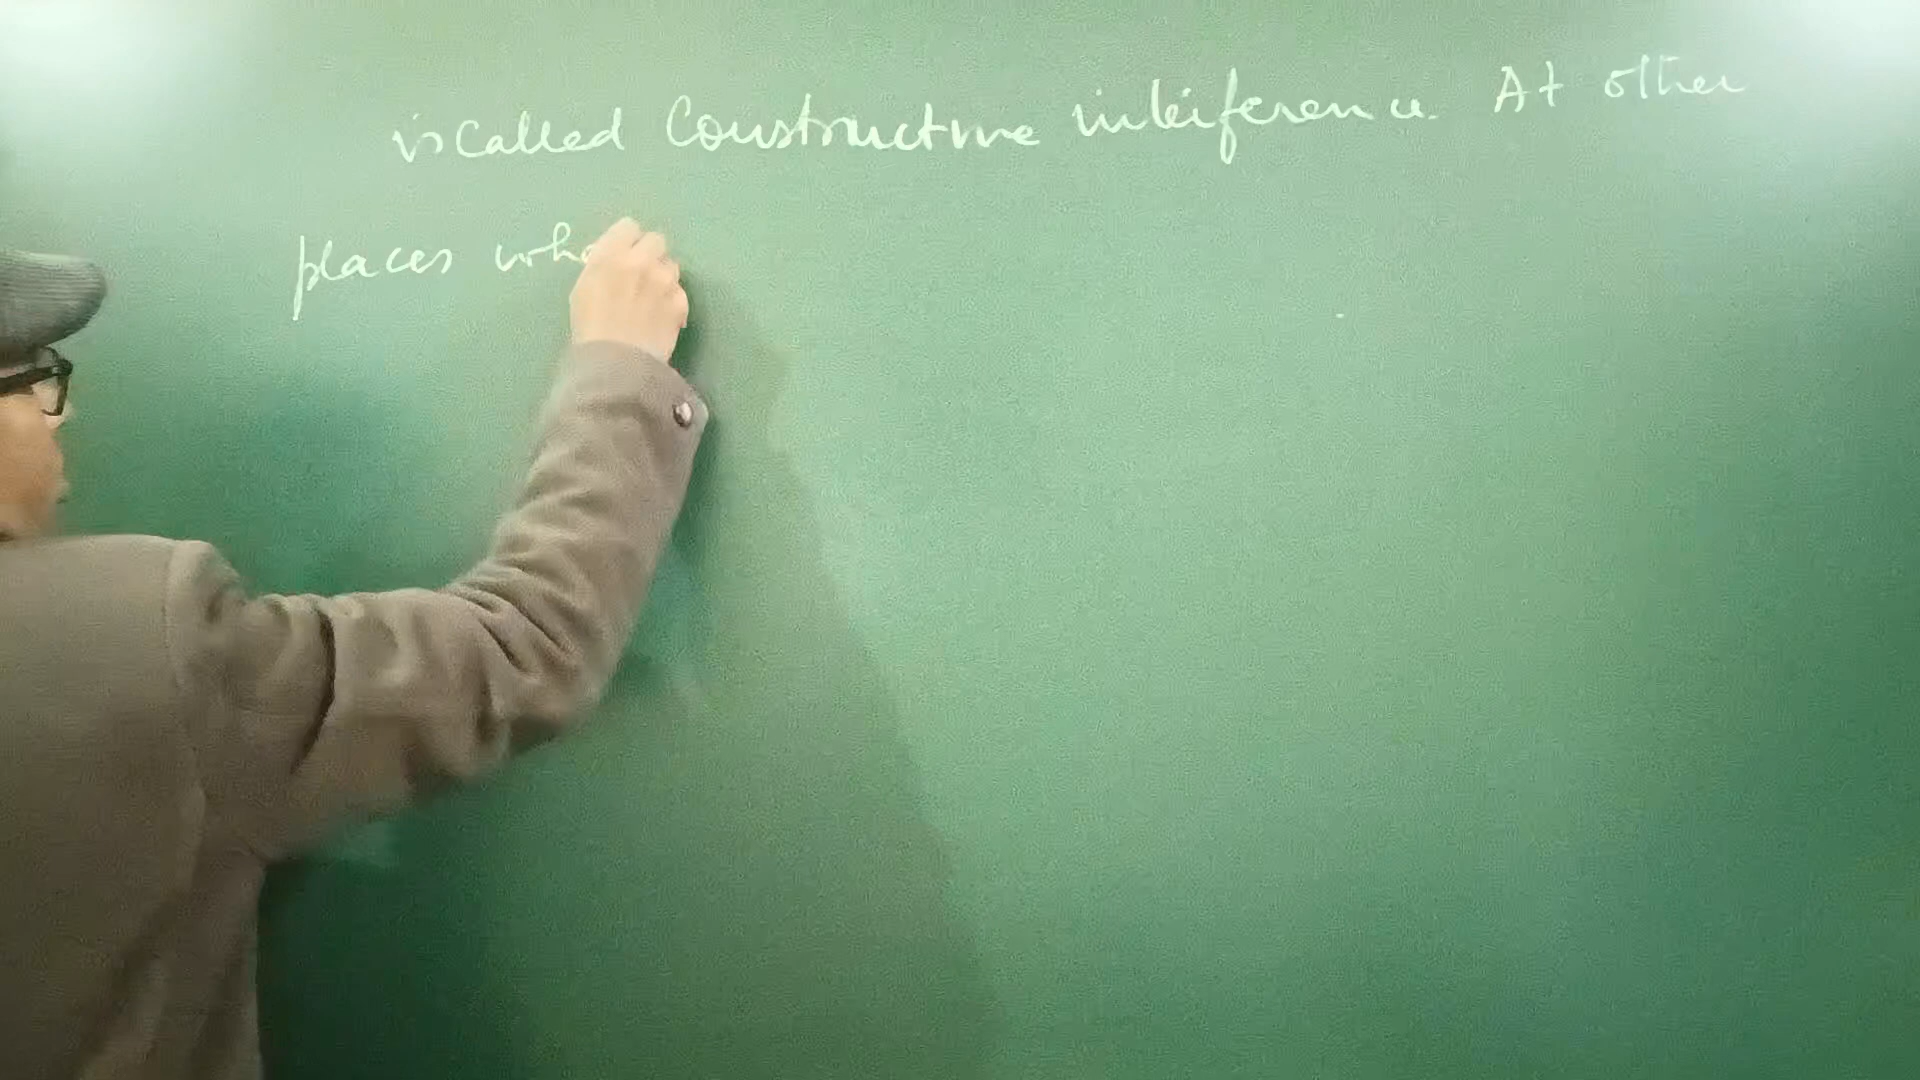 is called Constructive interference. At other
places whe